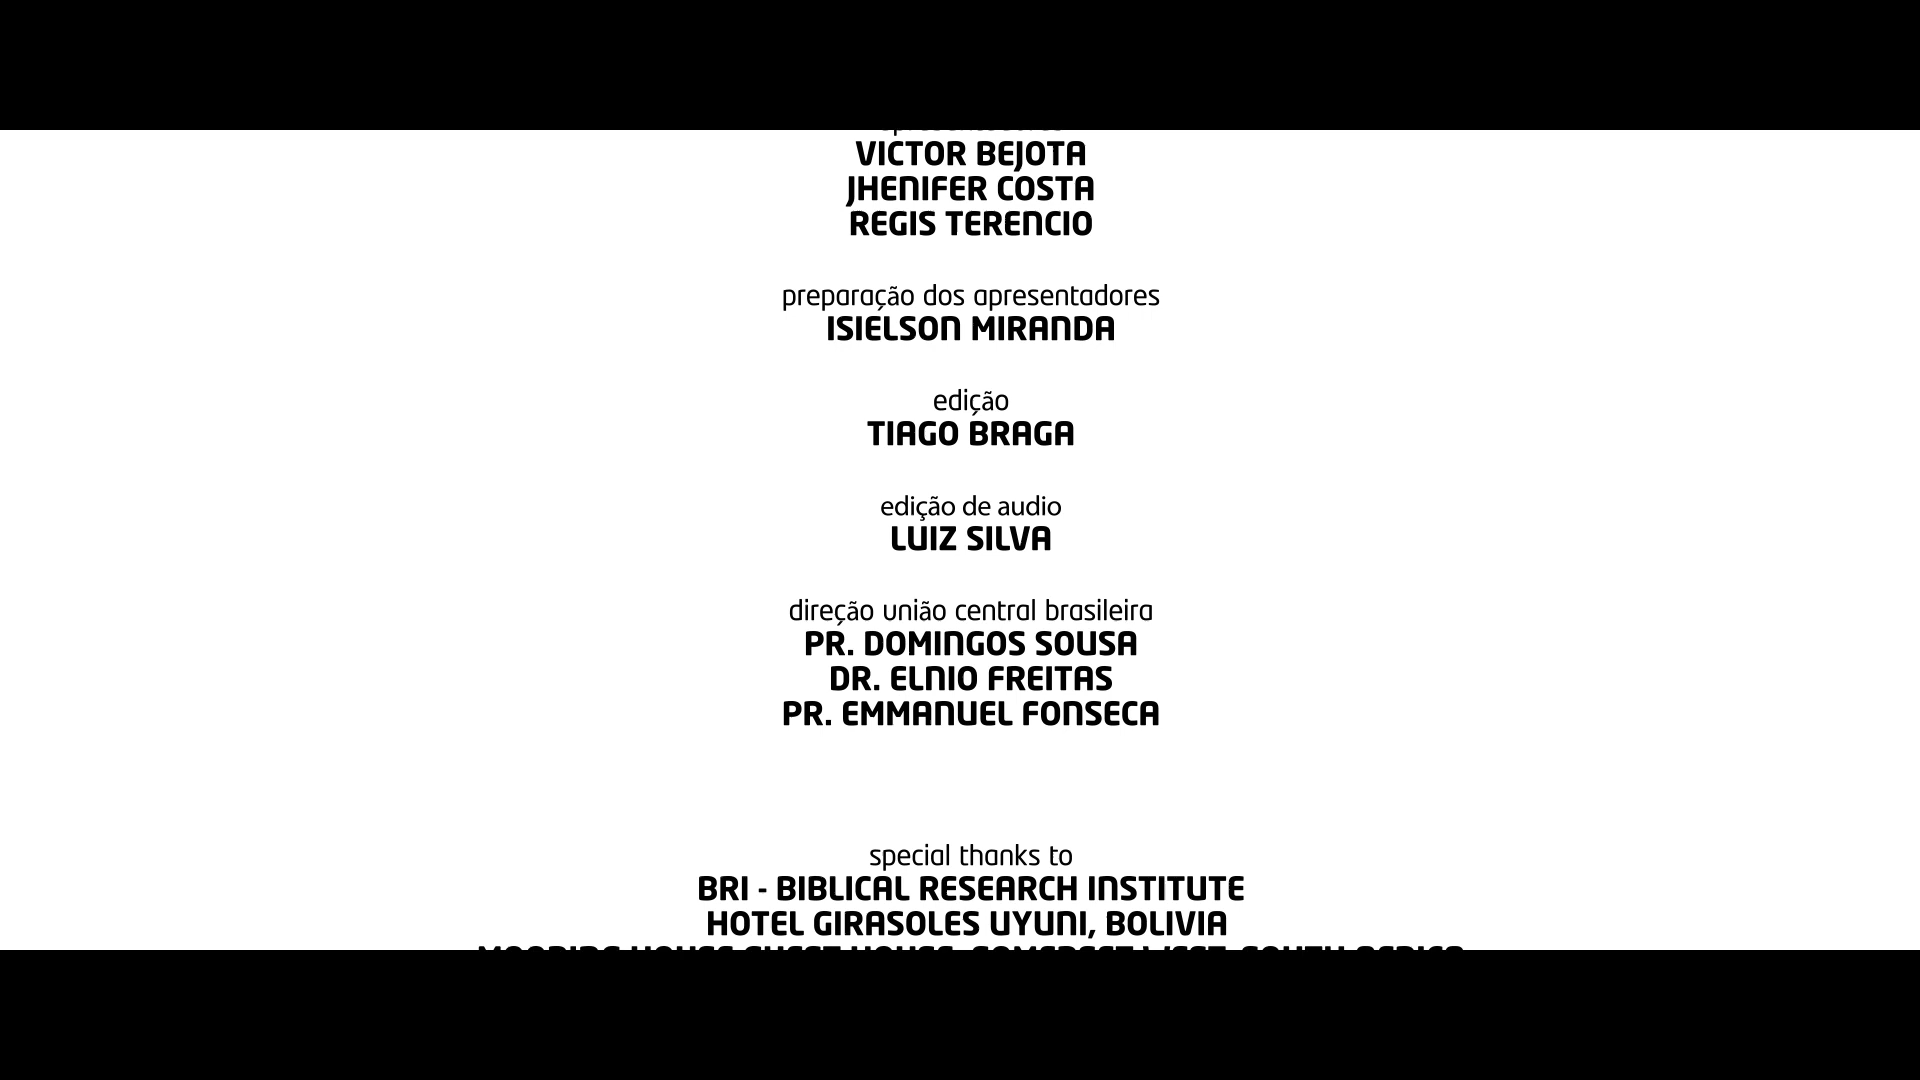 VICTOR BEJOTA
JHENIFER COSTA
REGIS TERENCIO
preparação dos apresentadores
ISIELSON MIRANDA
edição
TIAGO BRAGA
edição de audio
LUIZ SILVA
direção união central brasileira
PR. DOMINGOS SOUSA
DR. ELNIO FREITAS
PR. EMMANUEL FONSECA
special thanks to
BRI - BIBLICAL RESEARCH INSTITUTE
HOTEL GIRASOLES UYUNI, BOLIVIA